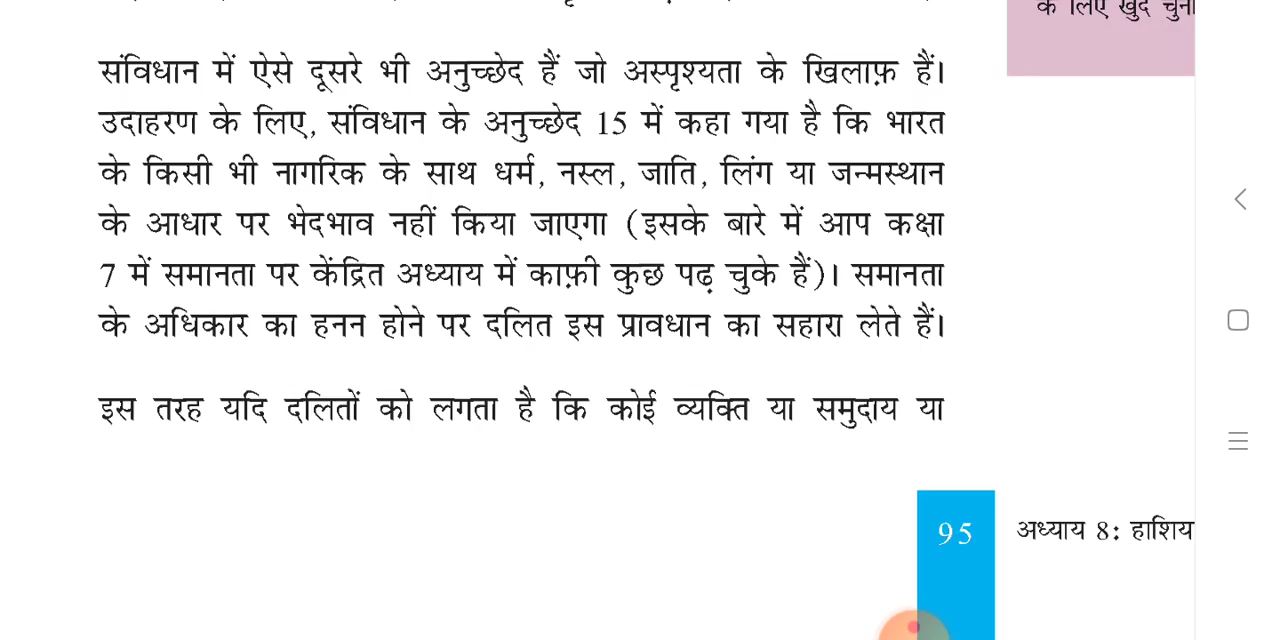 के लिए खुद चुना
संविधान में ऐसे दूसरे भी अनुच्छेद हैं जो अस्पृश्यता के खिलाफ़ हैं।
उदाहरण के लिए, संविधान के अनुच्छेद 15 में कहा गया है कि भारत
के किसी भी नागरिक के साथ धर्म, नस्ल, जाति, लिंग या जन्मस्थान
के आधार पर भेदभाव नहीं किया जाएगा (इसके बारे में आप कक्षा
7 में समानता पर केंद्रित अध्याय में काफ़ी कुछ पढ़ चुके हैं)। समानता
के अधिकार का हनन होने पर दलित इस प्रावधान का सहारा लेते हैं।
इस तरह यदि दलितों को लगता है कि कोई व्यक्ति या समुदाय या
95 अध्याय 8: हाशिय